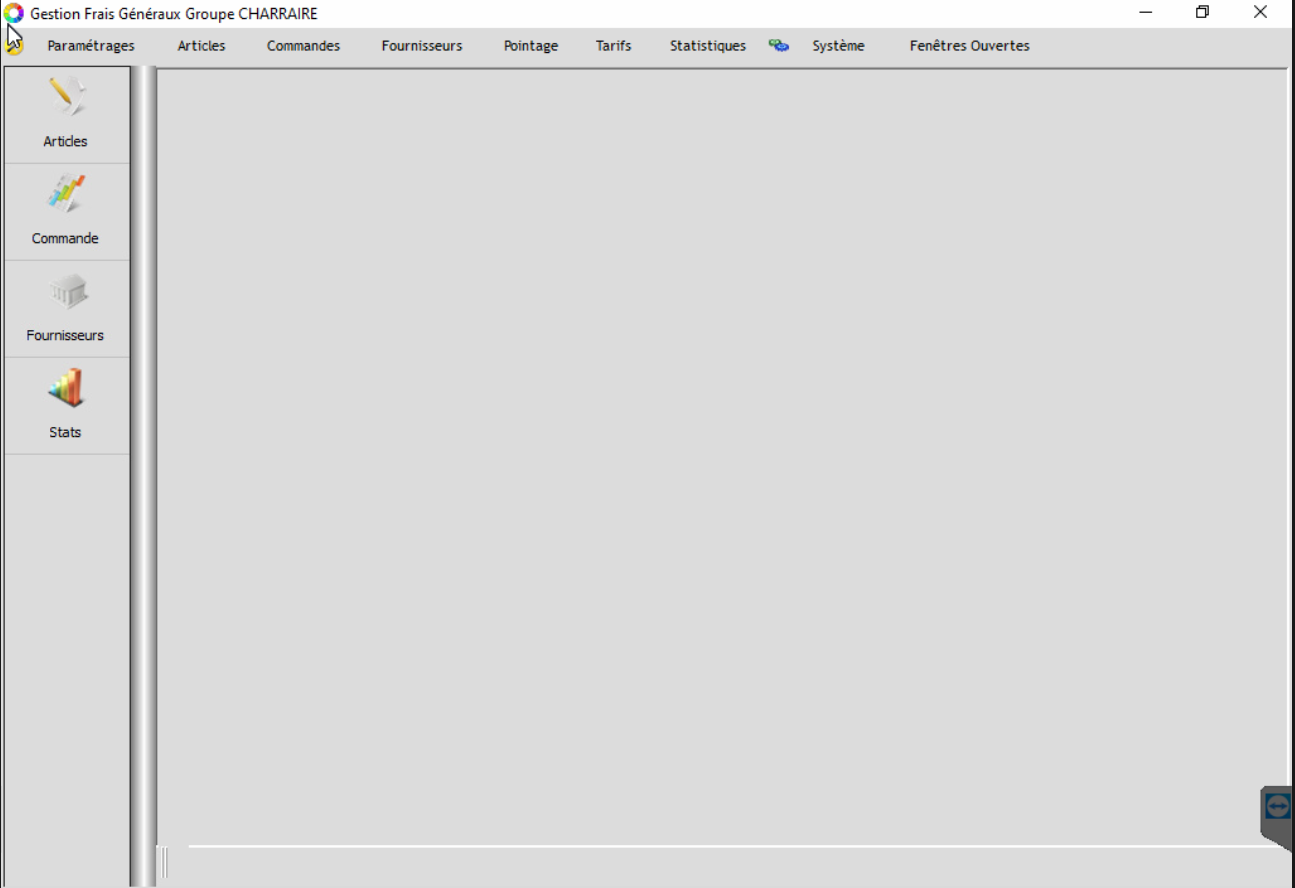 Gestion Frais Généraux Groupe CHARRAIRE
Paramétrages Articles Commandes Fournisseurs Pointage Tarifs Statistiques Système Fenêtres Ouvertes
Articles
Commande
Fournisseurs
Stats